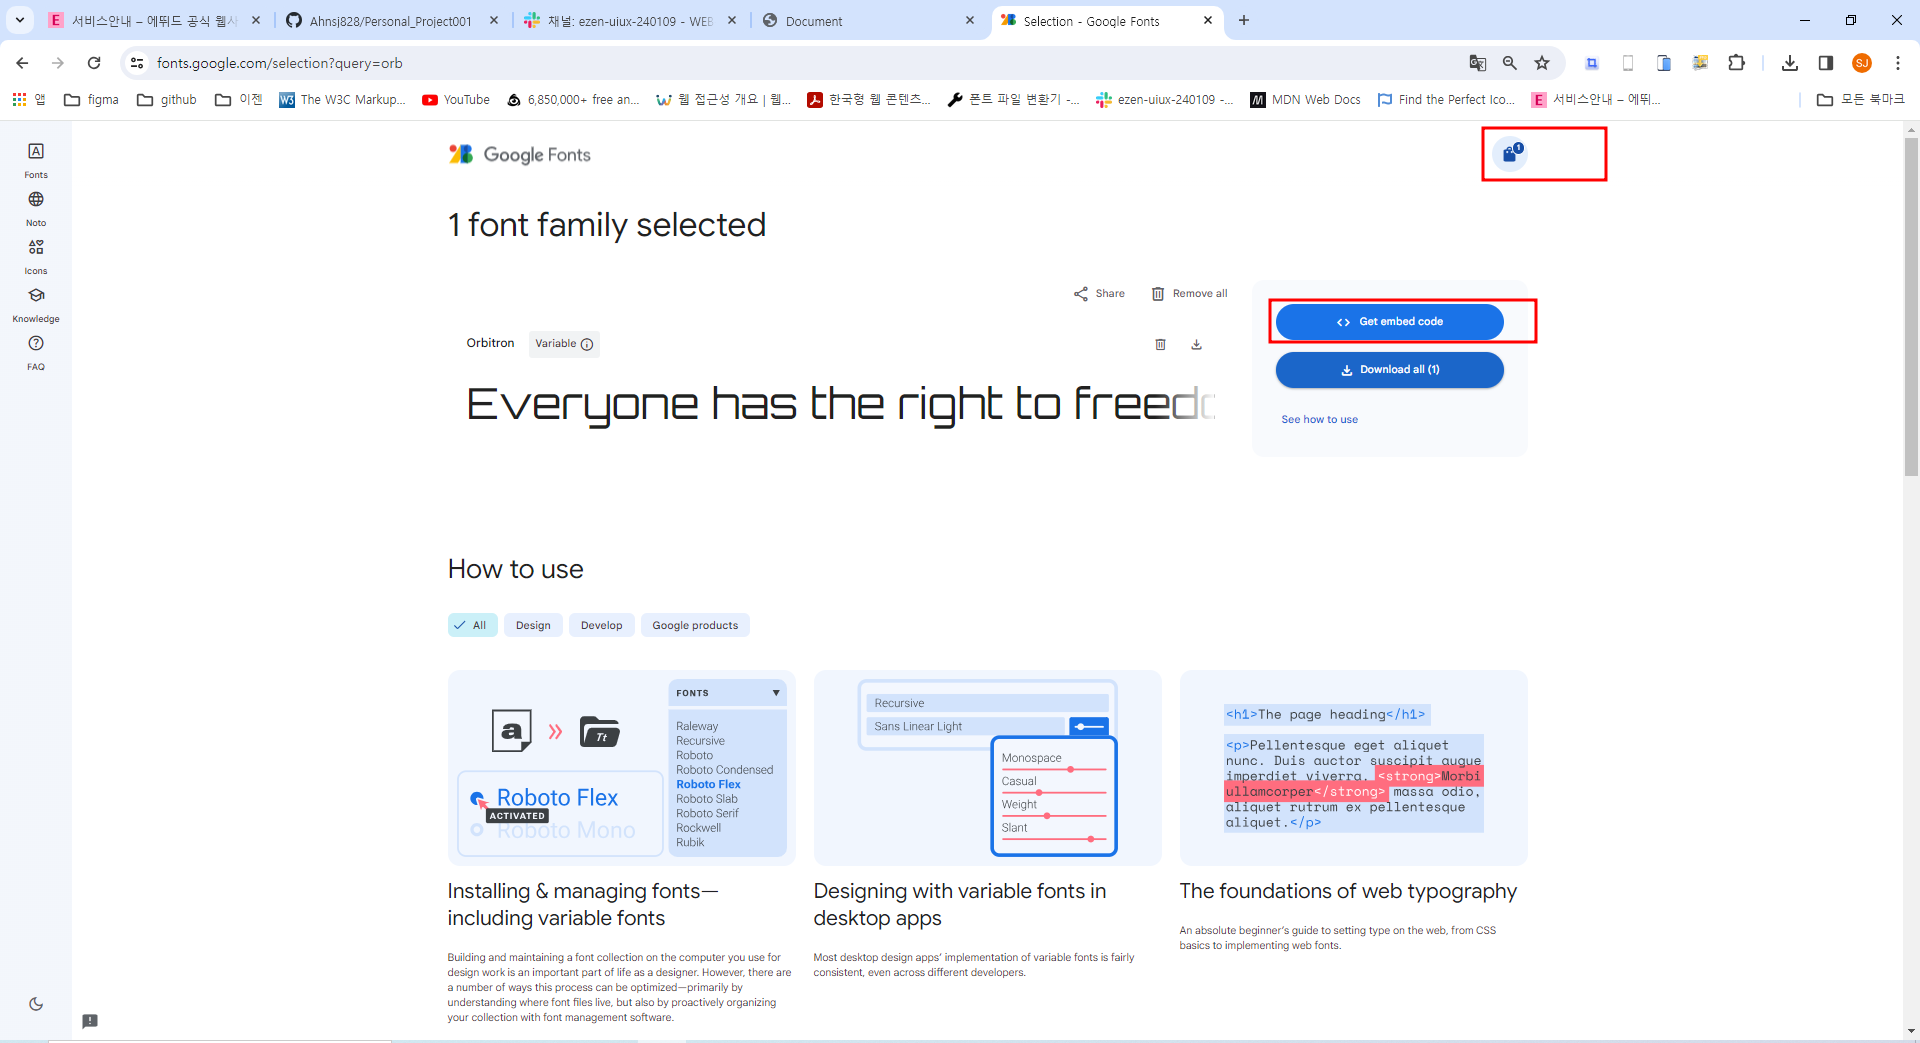 서비스안내 – 에뛰드 공식 웹사
Ahnsj828/Personal_Project001
채널: ezen-uiux-240109 - WEB
Document
Selection - Google Fonts
fonts.google.com/selection?query=orb
SJ
앱
figma
github
이젠
The W3C Markup...
YouTube
6,850,000+ free an...
웹 접근성 개요 | 웹...
한국형 웹 콘텐츠...
폰트 파일 변환기 -...
ezen-uiux-240109 -...
MDN Web Docs
Find the Perfect Ico...
서비스안내 – 에뛰...
모든 북마크
Fonts
Noto
Icons
Knowledge
FAQ
Google Fonts
1
1 font family selected
Share
Remove all
Get embed code
Download all (1)
See how to use
Orbitron
Variable
Everyone has the right to freedo
How to use
All
Design
Develop
Google products
a
Tt
FONTS
Raleway
Recursive
Roboto
Roboto Condensed
Roboto Flex
Roboto Slab
Roboto Serif
Rockwell
Rubik
Roboto Flex
ACTIVATED
Roboto Mono
Recursive
Sans Linear Light
Monospace
Casual
Weight
Slant
<h1>The page heading</h1>
<p>Pellentesque eget aliquet
nunc. Duis auctor suscipit augue
imperdiet viverra. <strong>Morbi
ullamcorper</strong> massa odio,
aliquet rutrum ex pellentesque
aliquet.</p>
Installing & managing fonts—
including variable fonts
Building and maintaining a font collection on the computer you use for
design work is an important part of life as a designer. However, there are
a number of ways this process can be optimized—primarily by
understanding where font files live, but also by proactively organizing
your collection with font management software.
Designing with variable fonts in
desktop apps
Most desktop design apps' implementation of variable fonts is fairly
consistent, even across different developers.
The foundations of web typography
An absolute beginner's guide to setting type on the web, from CSS
basics to implementing web fonts.